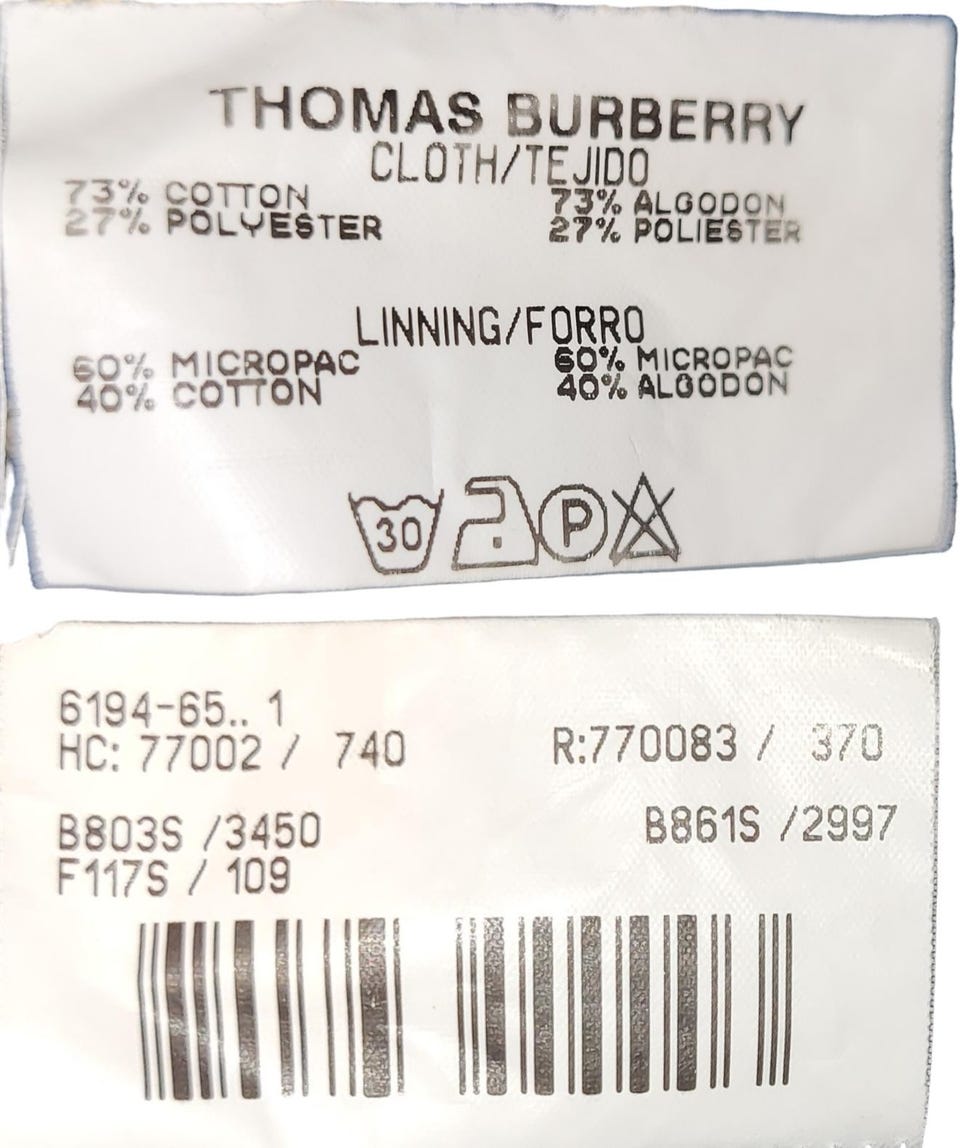 THOMAS BURBERRY
CLOTH/TEJIDO
73% COTTON 73% ALGODON
27% POLYESTER 27% POLIESTER
LINNING/FORRO
60% MICROPAC 60% MICROPAC
40% COTTON 40% ALGODON
30 P
6194-65.. 1
HC: 77002 / 740 R:770083 / 370
B803S /3450 B861S /2997
F117S / 109